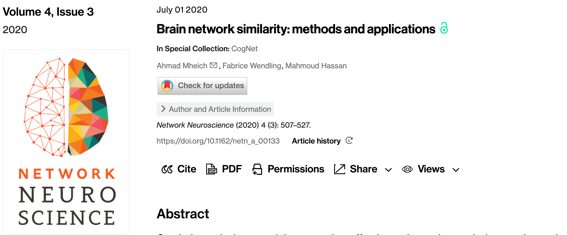 Volume 4, Issue 3
2020
NETWORK
NEURO
SCIENCE
July 01 2020
Brain network similarity: methods and applications
In Special Collection: CogNet
Ahmad Mheich, Fabrice Wendling, Mahmoud Hassan
Check for updates
Author and Article Information
Network Neuroscience (2020) 4 (3): 507–527.
https://doi.org/10.1162/netn_a_00133 Article history
Cite PDF Permissions Share Views
Abstract